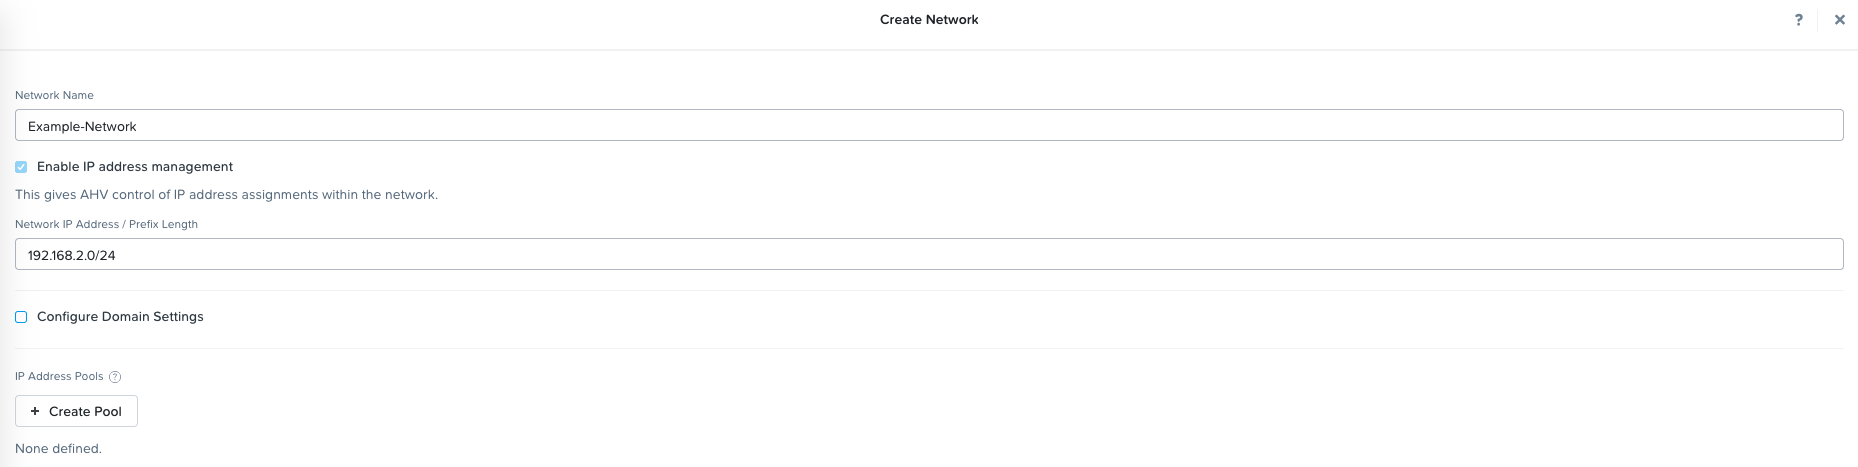 Create Network
?
Network Name
Example-Network
Enable IP address management
This gives AHV control of IP address assignments within the network.
Network IP Address / Prefix Length
192.168.2.0/24
Configure Domain Settings
IP Address Pools ?
+ Create Pool
None defined.